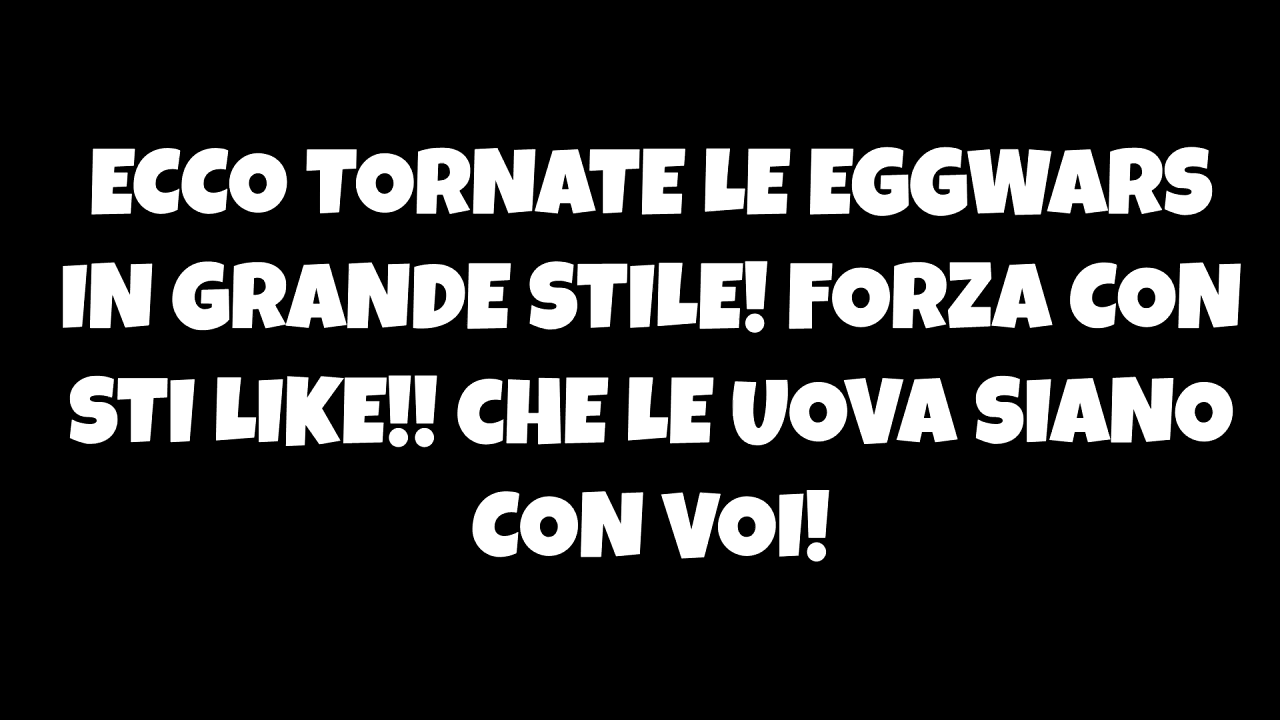 ECCO TORNATE LE EGGWARS
IN GRANDE STILE! FORZA CON
STI LIKE!! CHE LE UOVA SIANO
CON VOI!